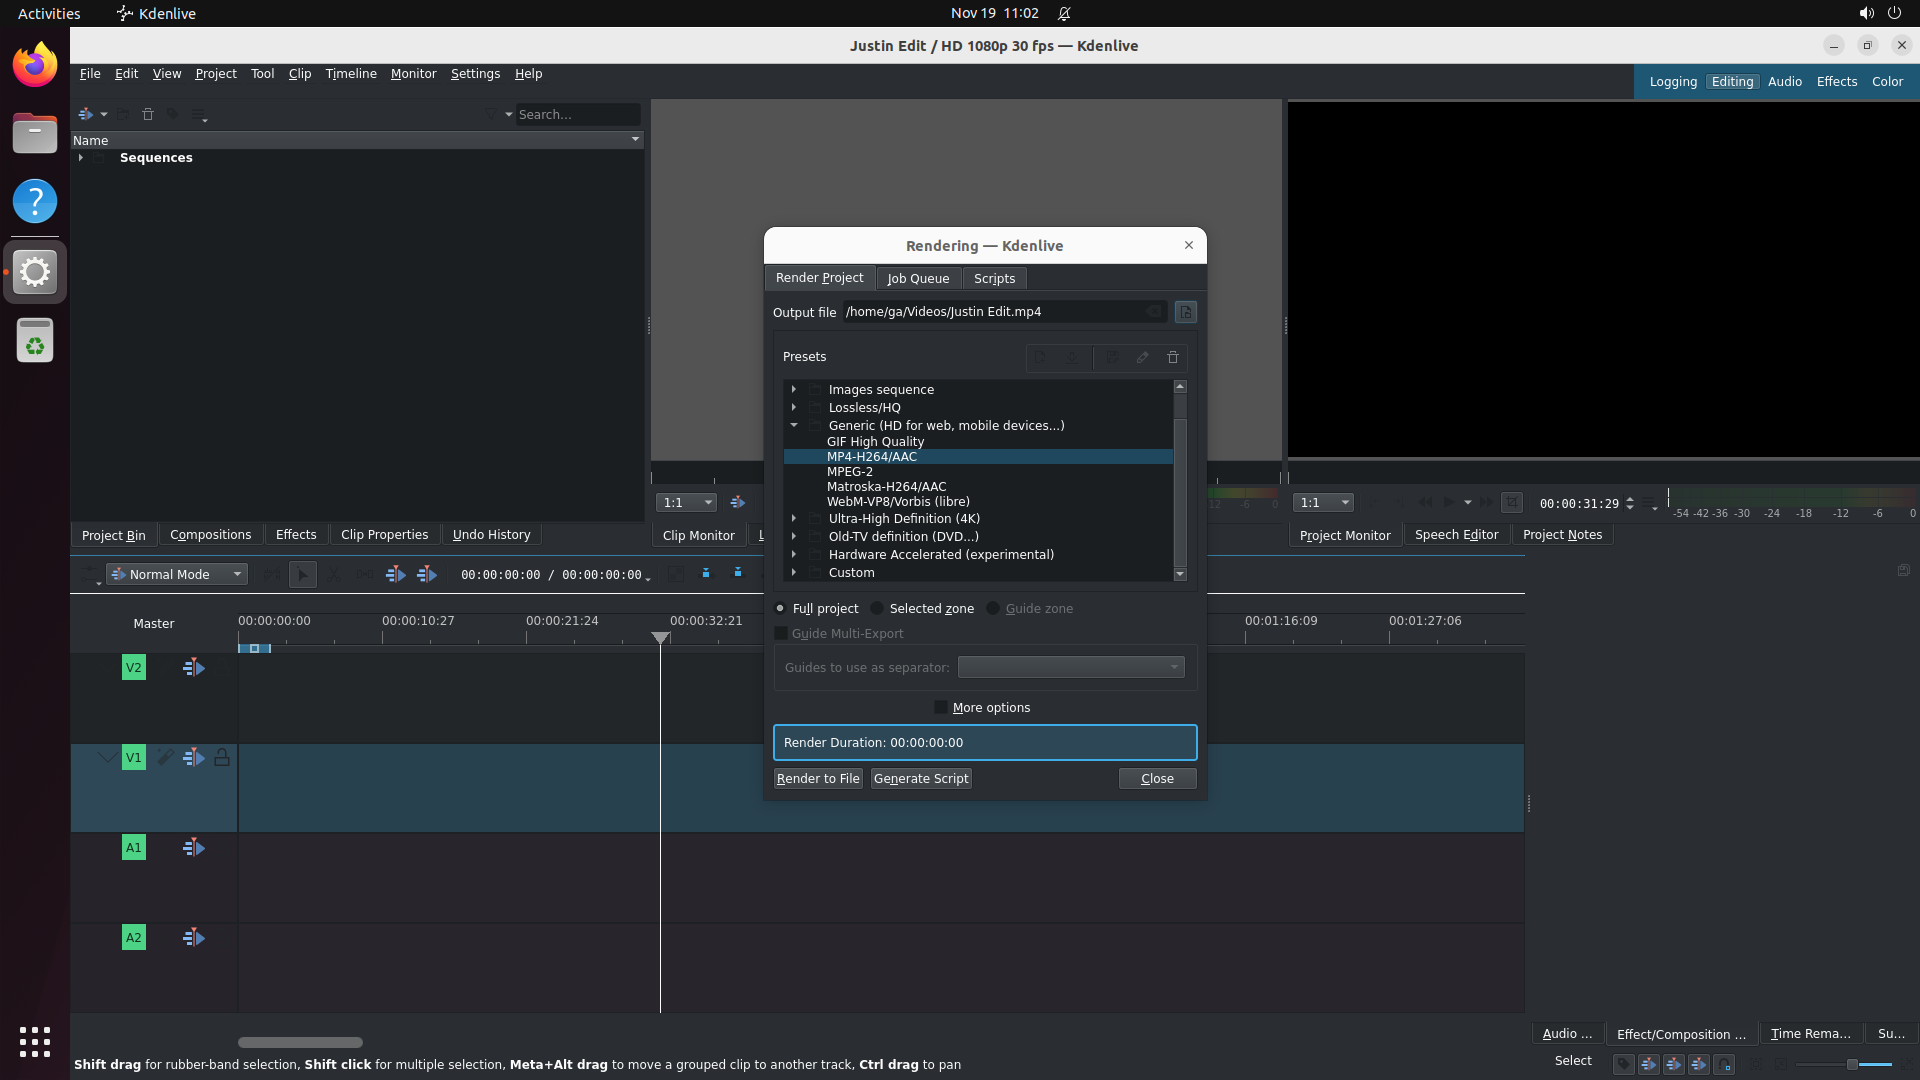 Activities
Kdenlive
Nov 19 11:02
Justin Edit / HD 1080p 30 fps — Kdenlive
File Edit View Project Tool Clip Timeline Monitor Settings Help
Logging Editing Audio Effects Color
Search...
Name
Sequences
Rendering — Kdenlive
Render Project Job Queue Scripts
Output file /home/ga/Videos/Justin Edit.mp4
Presets
Images sequence
Lossless/HQ
Generic (HD for web, mobile devices...)
GIF High Quality
MP4-H264/AAC
MPEG-2
Matroska-H264/AAC
WebM-VP8/Vorbis (libre)
Ultra-High Definition (4K)
Old-TV definition (DVD...)
Hardware Accelerated (experimental)
Custom
Full project Selected zone Guide zone
Guide Multi-Export
Guides to use as separator:
More options
Render Duration: 00:00:00:00
Render to File Generate Script Close
1:1
-12 -6 0
1:1
00:00:31:29
-54 -42 -36 -30 -24 -18 -12 -6 0
Project Bin Compositions Effects Clip Properties Undo History
Clip Monitor L
Project Monitor Speech Editor Project Notes
Normal Mode
00:00:00:00 / 00:00:00:00
Master
00:00:00:00 00:00:10:27 00:00:21:24 00:00:32:21 00:01:16:09 00:01:27:06
V2
V1
A1
A2
Audio ... Effect/Composition ... Time Rema... Su...
Shift drag for rubber-band selection, Shift click for multiple selection, Meta+Alt drag to move a grouped clip to another track, Ctrl drag to pan
Select